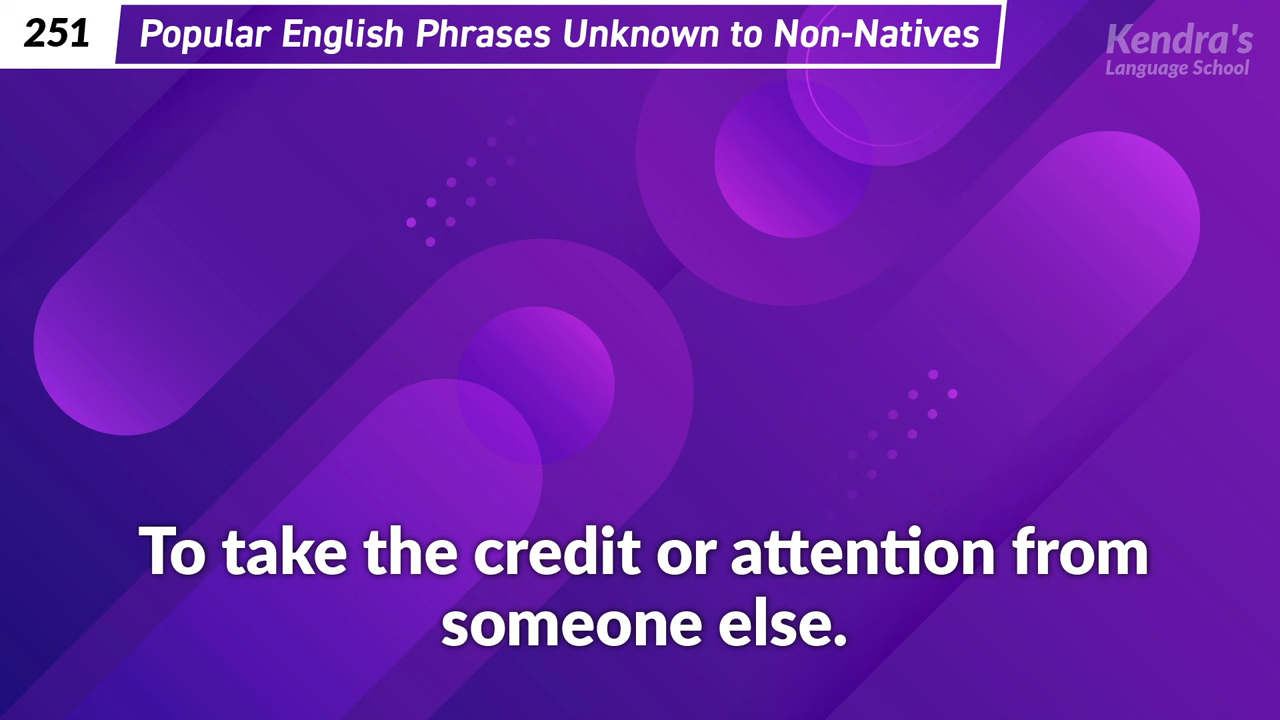 251 Popular English Phrases Unknown to Non-Natives
Kendra's
Language School
To take the credit or attention from
someone else.